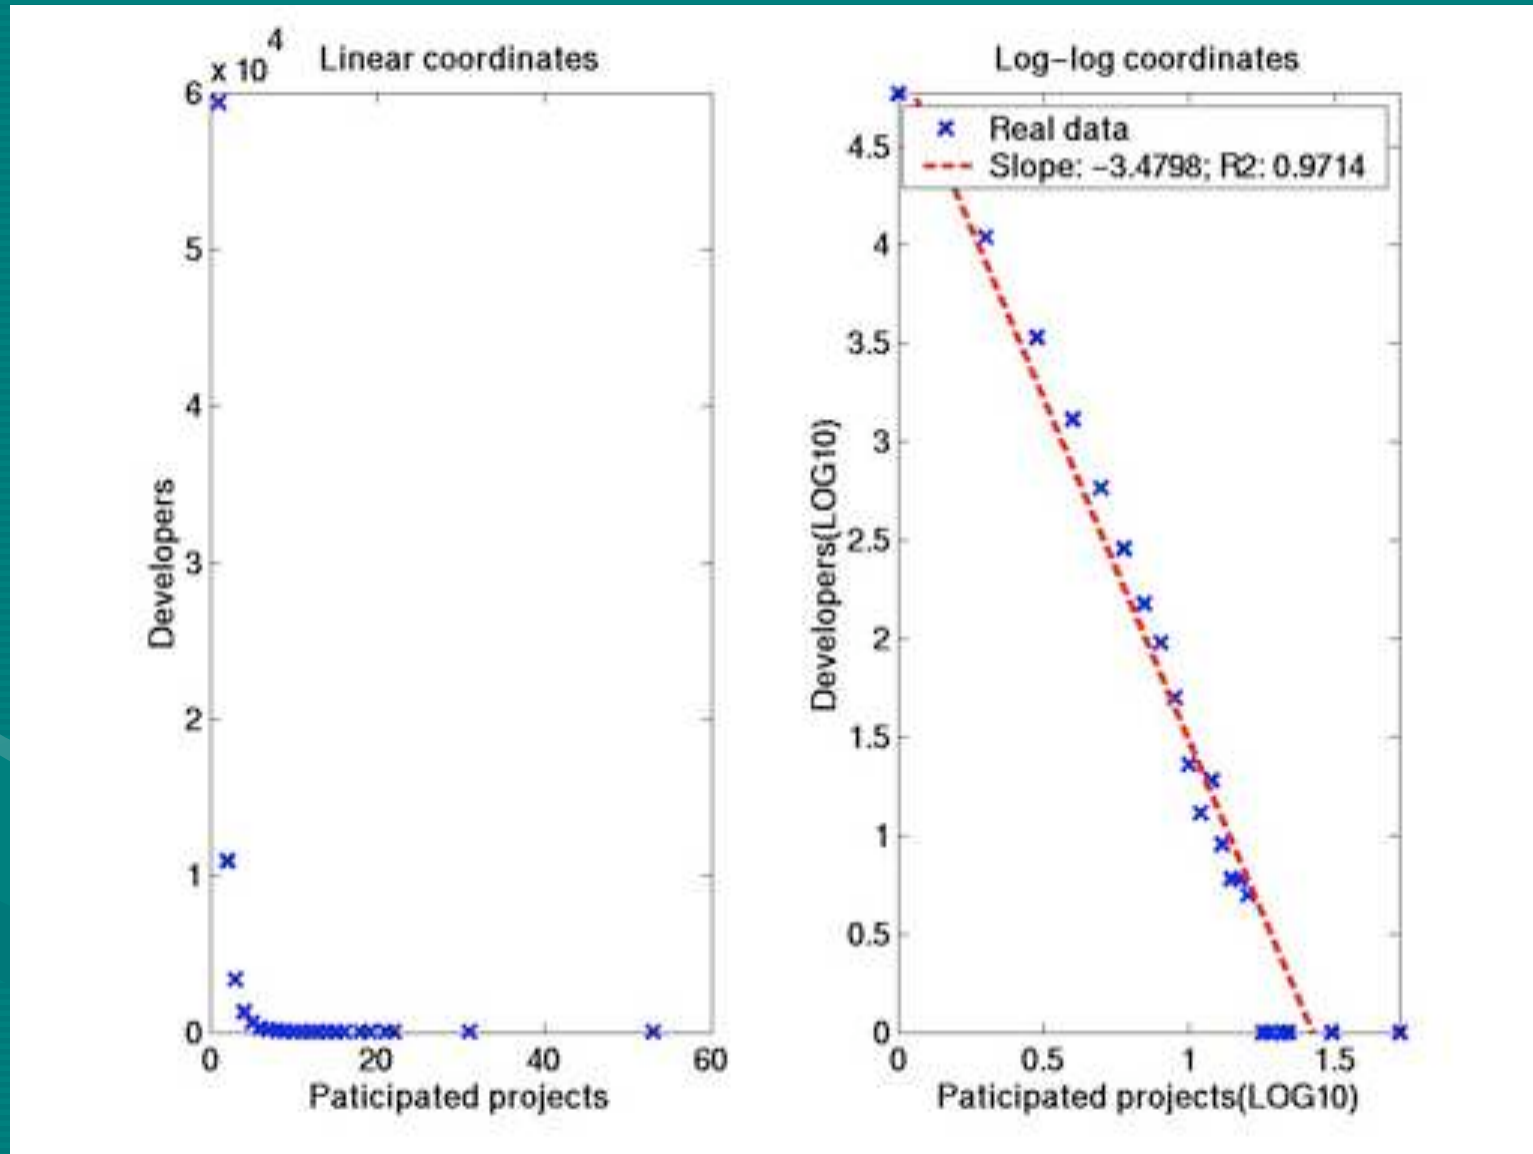 Linear coordinates
x 10 4
6
5
4
3
2
1
0
0 20 40 60
Developers
Paticipated projects
Log-log coordinates
Real data
Slope: -3.4798; R2: 0.9714
4.5
4
3.5
3
2.5
2
1.5
1
0.5
0
0 0.5 1 1.5
Developers(LOG10)
Paticipated projects(LOG10)